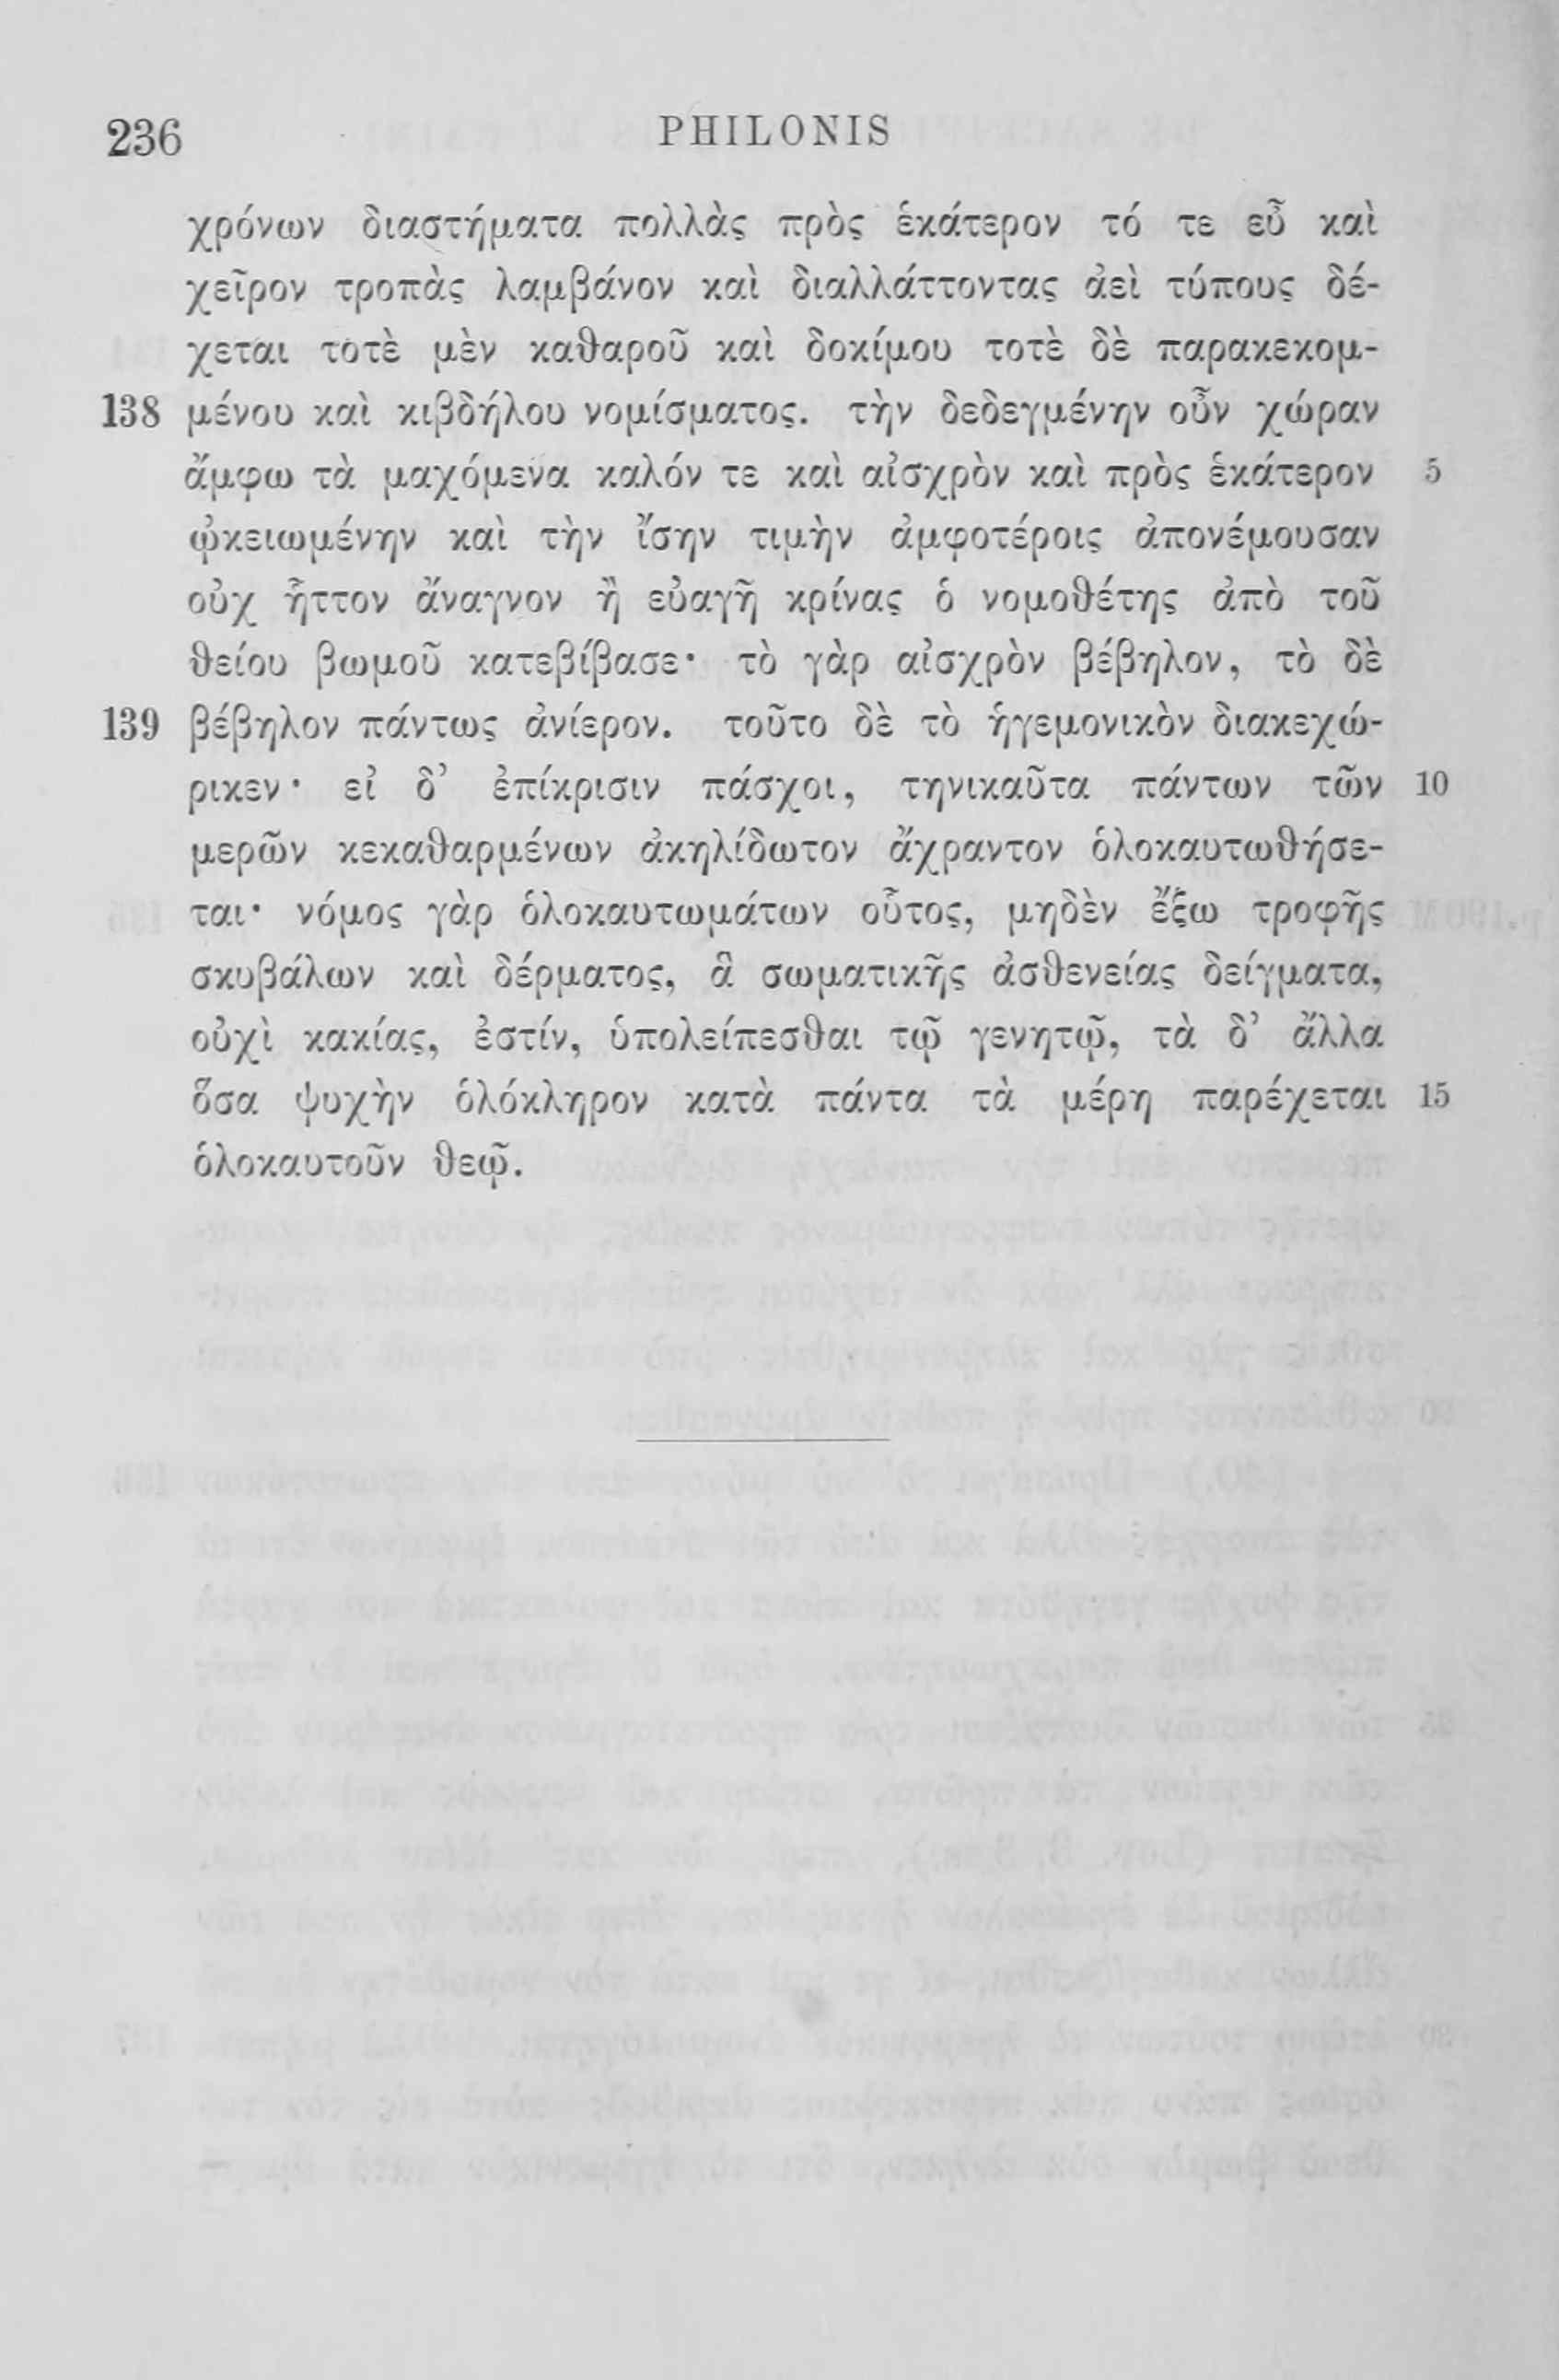 236 PHILONIS
χρόνων διαστήματα πολλὰς πρὸς ἑκάτερον τό τε εὖ καὶ
χεῖρον τροπὰς λαμβάνον καὶ διαλλάττοντας ἀεὶ τύπους δέ-
χεται τοτὲ μὲν καθαροῦ καὶ δοκίμου τοτὲ δὲ παρακεκομ-
138 μένου καὶ κιβδήλου νομίσματος. τὴν δεδεγμένην οὖν χώραν
ἄμφω τὰ μαχόμενα καλόν τε καὶ αἰσχρὸν καὶ πρὸς ἑκάτερον 5
ᾠκειωμένην καὶ τὴν ἴσην τιμὴν ἀμφοτέροις ἀπονέμουσαν
οὐχ ἧττον ἄναγνον ἢ εὐαγῆ κρίνας ὁ νομοθέτης ἀπὸ τοῦ
θείου βωμοῦ κατεβίβασε· τὸ γὰρ αἰσχρὸν βέβηλον, τὸ δὲ
139 βέβηλον πάντως ἀνίερον. τοῦτο δὲ τὸ ἡγεμονικὸν διακεχώ-
ρικεν· εἰ δ’ ἐπίκρισιν πάσχοι, τηνικαῦτα πάντων τῶν 10
μερῶν κεκαθαρμένων ἀκηλίδωτον ἄχραντον ὁλοκαυτωθήσε-
ται· νόμος γὰρ ὁλοκαυτωμάτων οὗτος, μηδὲν ἔξω τροφῆς
σκυβάλων καὶ δέρματος, ἃ σωματικῆς ἀσθενείας δείγματα,
οὐχὶ κακίας, ἐστίν, ὑπολείπεσθαι τῷ γενητῷ, τὰ δ’ ἄλλα
ὅσα ψυχὴν ὁλόκληρον κατὰ πάντα τὰ μέρη παρέχεται 15
ὁλοκαυτοῦν θεῷ.